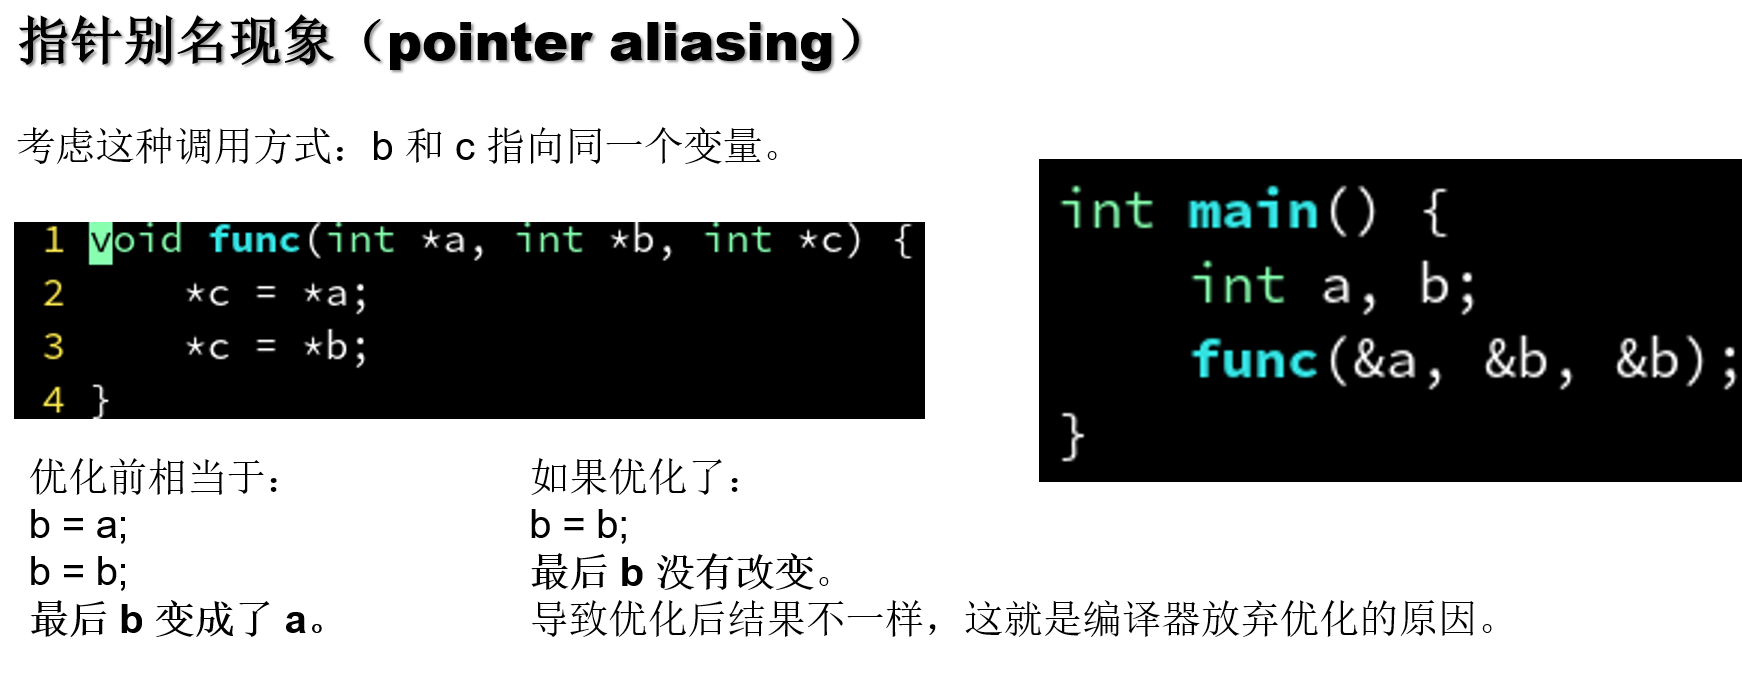 指针别名现象（pointer aliasing）
考虑这种调用方式：b 和 c 指向同一个变量。
1 void func(int *a, int *b, int *c) {
2     *c = *a;
3     *c = *b;
4 }
int main() {
    int a, b;
    func(&a, &b, &b);
}
优化前相当于：
b = a;
b = b;
最后 b 变成了 a。
如果优化了：
b = b;
最后 b 没有改变。
导致优化后结果不一样，这就是编译器放弃优化的原因。